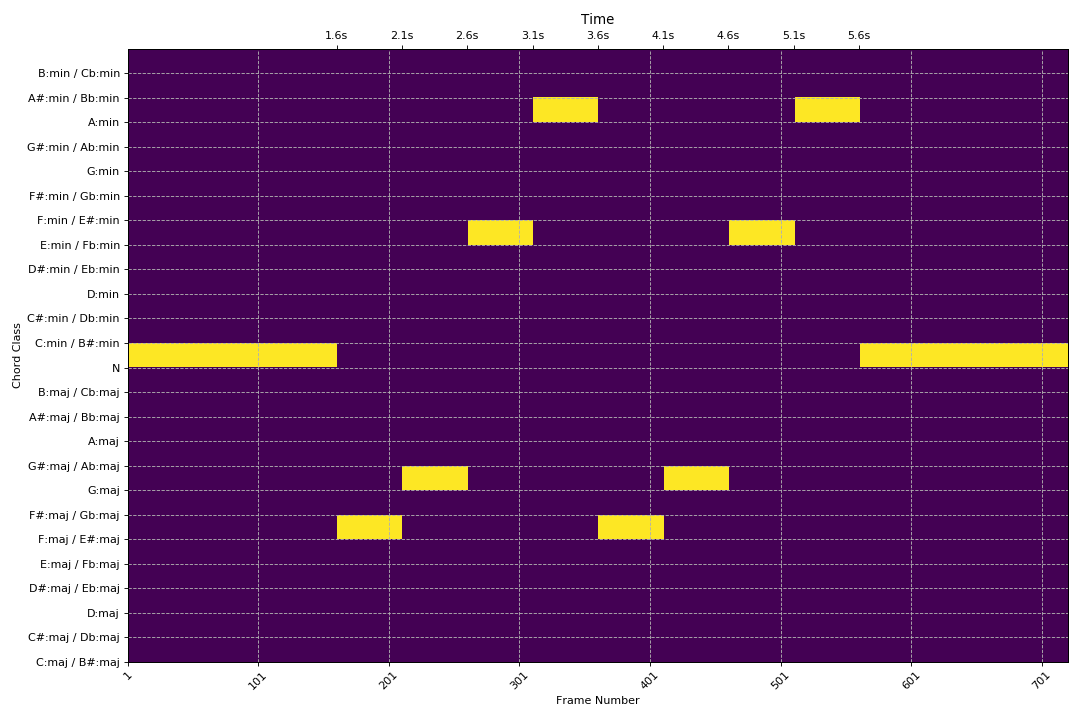 Time
1.6s 2.1s 2.6s 3.1s 3.6s 4.1s 4.6s 5.1s 5.6s
Chord Class
B:min / Cb:min
A#:min / Bb:min
A:min
G#:min / Ab:min
G:min
F#:min / Gb:min
F:min / E#:min
E:min / Fb:min
D#:min / Eb:min
D:min
C#:min / Db:min
C:min / B#:min
N
B:maj / Cb:maj
A#:maj / Bb:maj
A:maj
G#:maj / Ab:maj
G:maj
F#:maj / Gb:maj
F:maj / E#:maj
E:maj / Fb:maj
D#:maj / Eb:maj
D:maj
C#:maj / Db:maj
C:maj / B#:maj
1 101 201 301 401 501 601 701
Frame Number